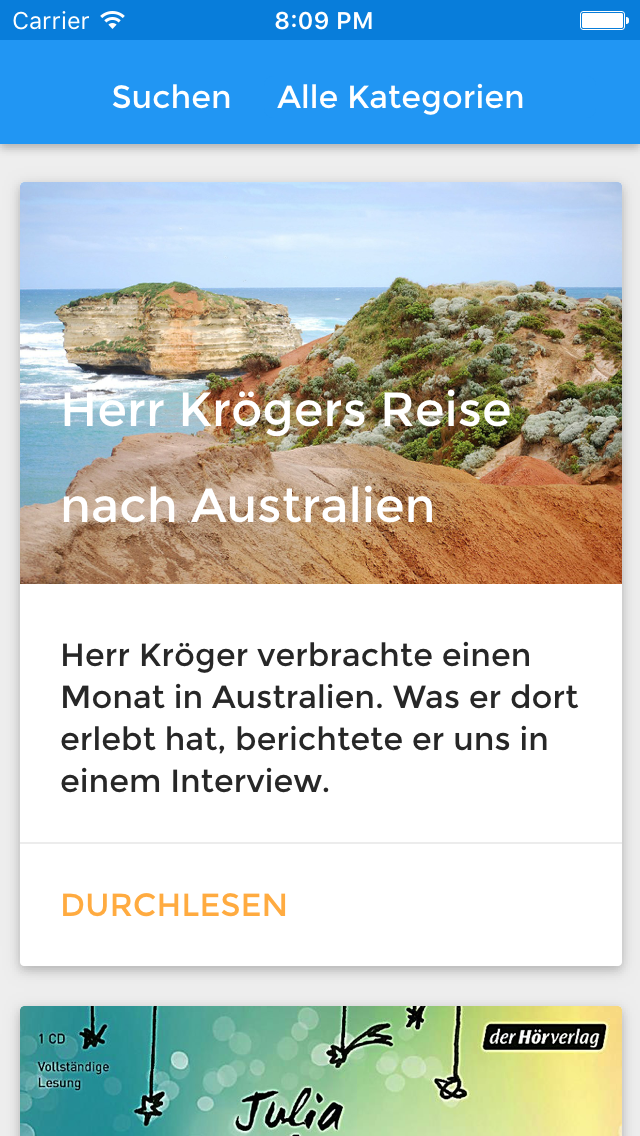 Carrier 8:09 PM
Suchen Alle Kategorien
Herr Krögers Reise
nach Australien
Herr Kröger verbrachte einen
Monat in Australien. Was er dort
erlebt hat, berichtete er uns in
einem Interview.
DURCHLESEN
1 CD
der Hörverlag
Vollständige
Lesung
Julia